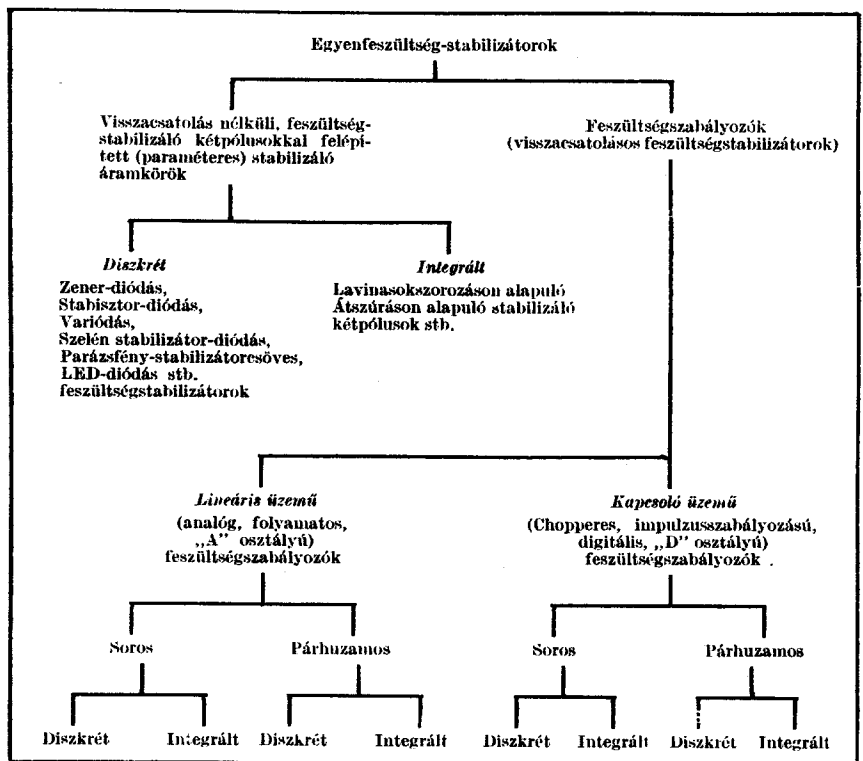 Egyenfeszültség-stabilizátorok
Visszacsatolás nélküli, feszültség-
stabilizáló kétpólusokkal felépí-
tett (paraméteres) stabilizáló
áramkörök
Feszültségszabályozók
(visszacsatolásos feszültségstabilizátorok)
Diszkrét
Zener-diódás,
Stabisztor-diódás,
Variódás,
Szelén stabilizátor-diódás,
Parázsfény-stabilizátorcsöves,
LED-diódás stb.
feszültségstabilizátorok
Integrált
Lavinasokszorozáson alapuló
Átszúráson alapuló stabilizáló
kétpólusok stb.
Lineáris üzemű
(analóg, folyamatos,
„A" osztályú)
feszültségszabályozók
Kapcsoló üzemű
(Chopperes, impulzusszabályozású,
digitális, „D" osztályú)
feszültségszabályozók
Soros
Párhuzamos
Soros
Párhuzamos
Diszkrét
Integrált
Diszkrét
Integrált
Diszkrét
Integrált
Diszkrét
Integrált